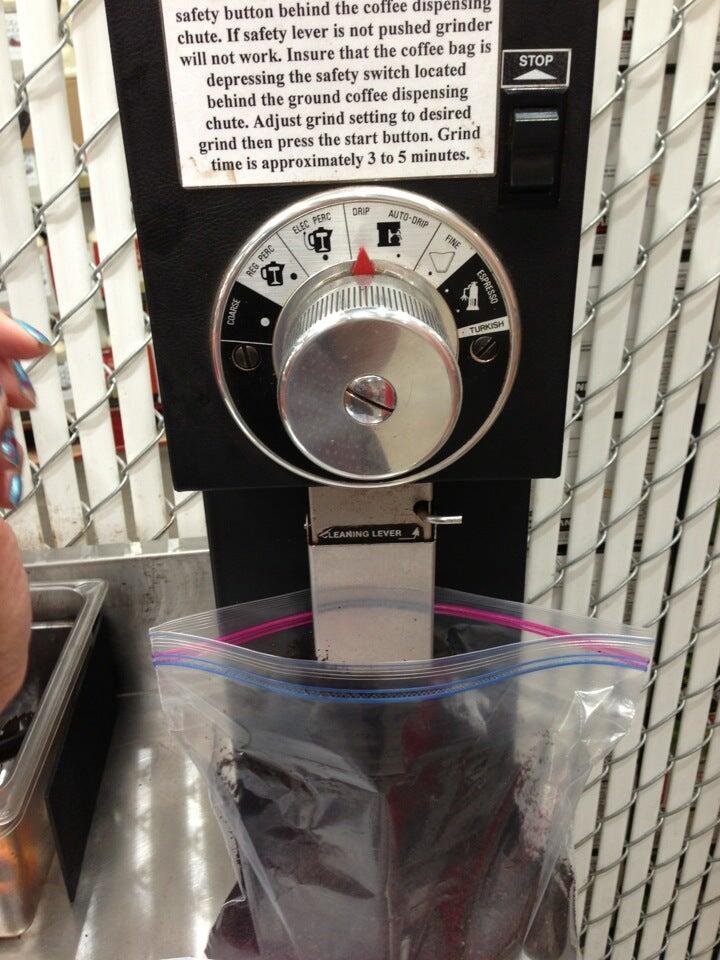 safety button behind the coffee dispensing
chute. If safety lever is not pushed grinder
will not work. Insure that the coffee bag is
depressing the safety switch located
behind the ground coffee dispensing
chute. Adjust grind setting to desired
grind then press the start button. Grind
time is approximately 3 to 5 minutes.
STOP
COARSE
REG PERC
ELEC PERC
DRIP
AUTO-DRIP
FINE
ESPRESSO
TURKISH
CLEANING LEVER